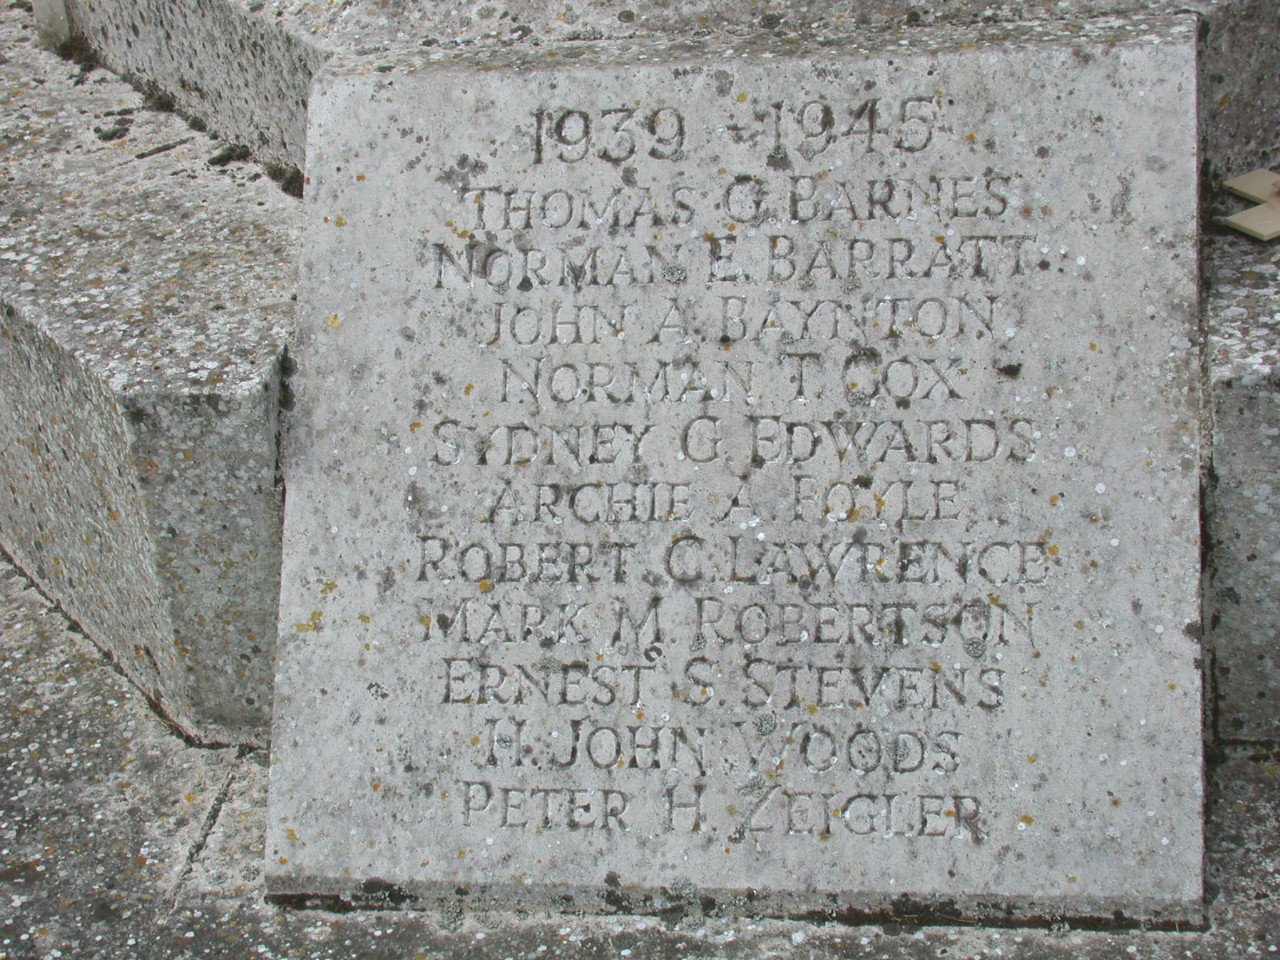 1939 - 1945
THOMAS G. BARNES
NORMAN E. BARRATT
JOHN A. BAYNTON
NORMAN T. COX
SYDNEY G. EDWARDS
ARCHIE A. FOYLE
ROBERT C. LAWRENCE
MARK M. ROBERTSON
ERNEST S. STEVENS
H. JOHN WOODS
PETER H. ZEIGLER